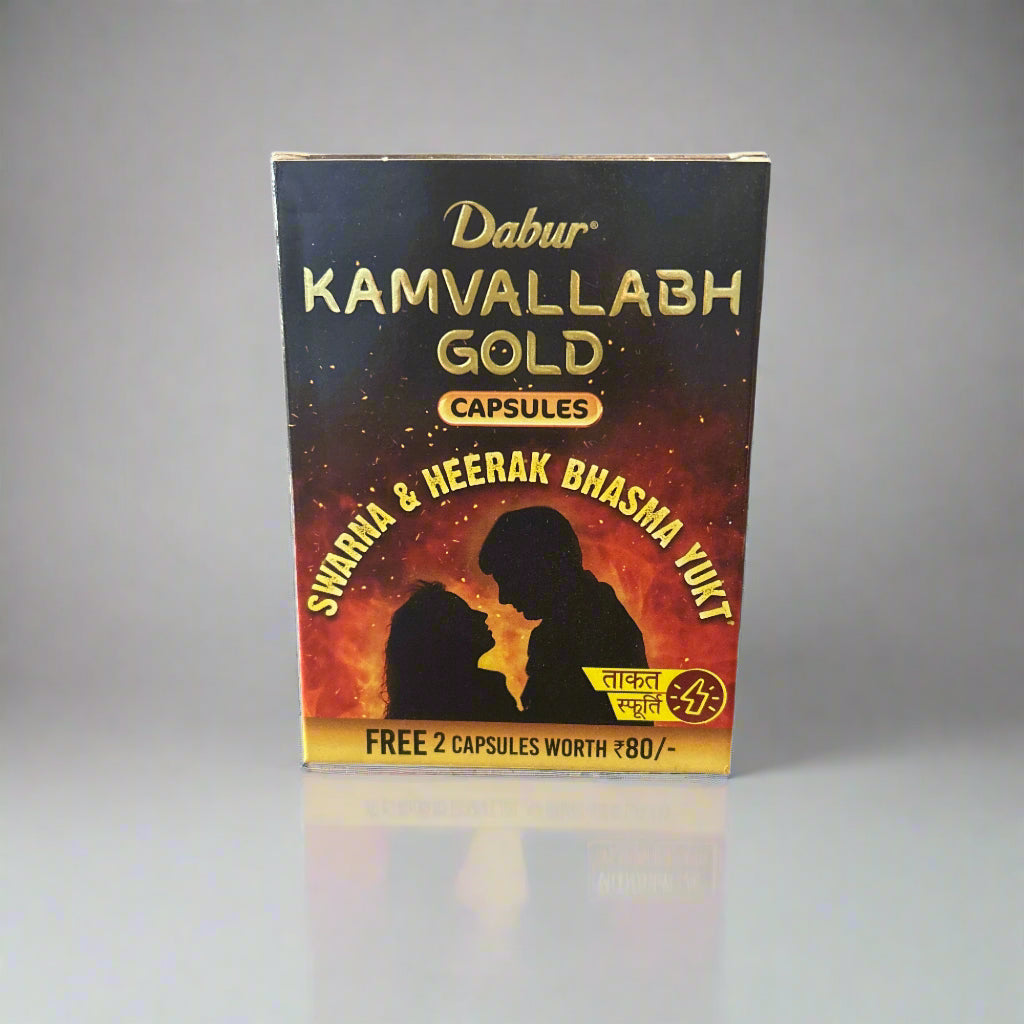 Dabur®
KAMVALLABH
GOLD
CAPSULES
SWARNA & HEERAK BHASMA YUKT*
ताकत
स्फूर्ति
FREE 2 CAPSULES WORTH ₹80/-